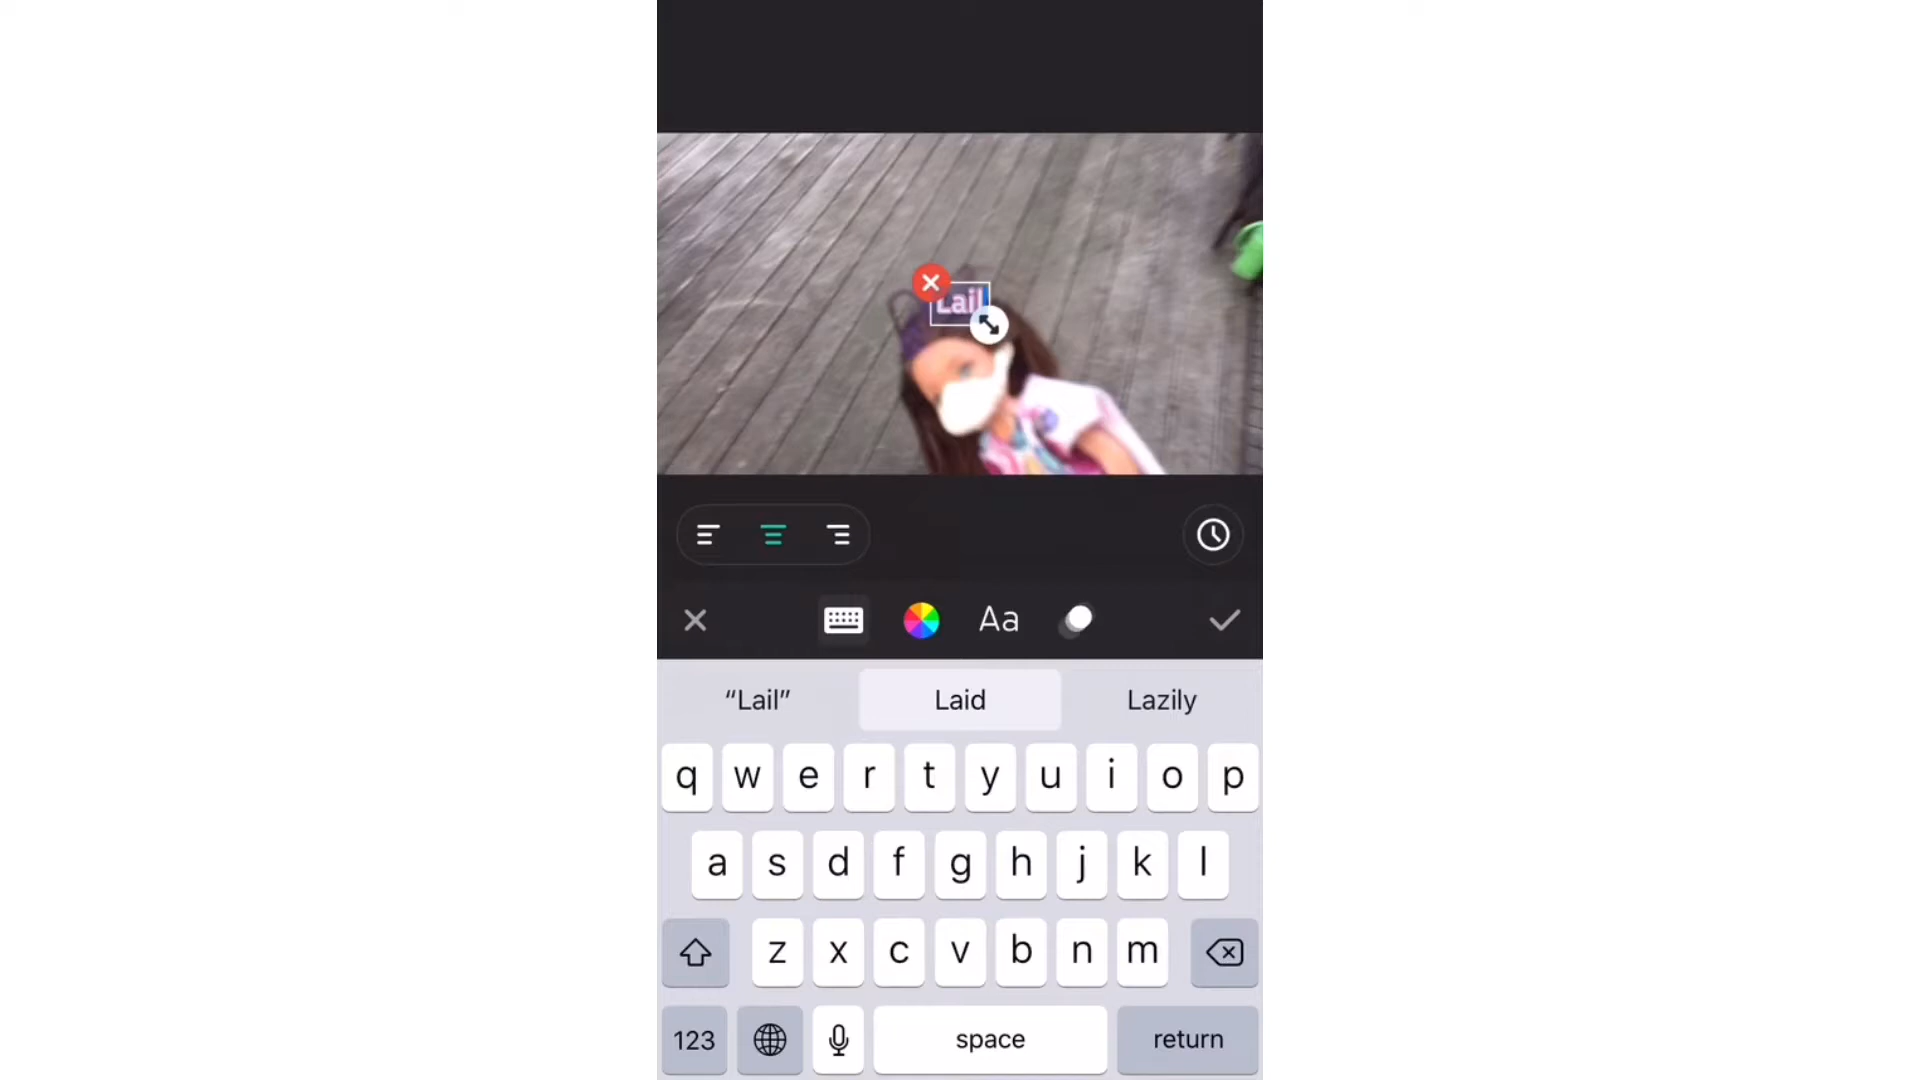 Lail
Aa
“Lail” Laid Lazily
q w e r t y u i o p
a s d f g h j k l
z x c v b n m
123 space return